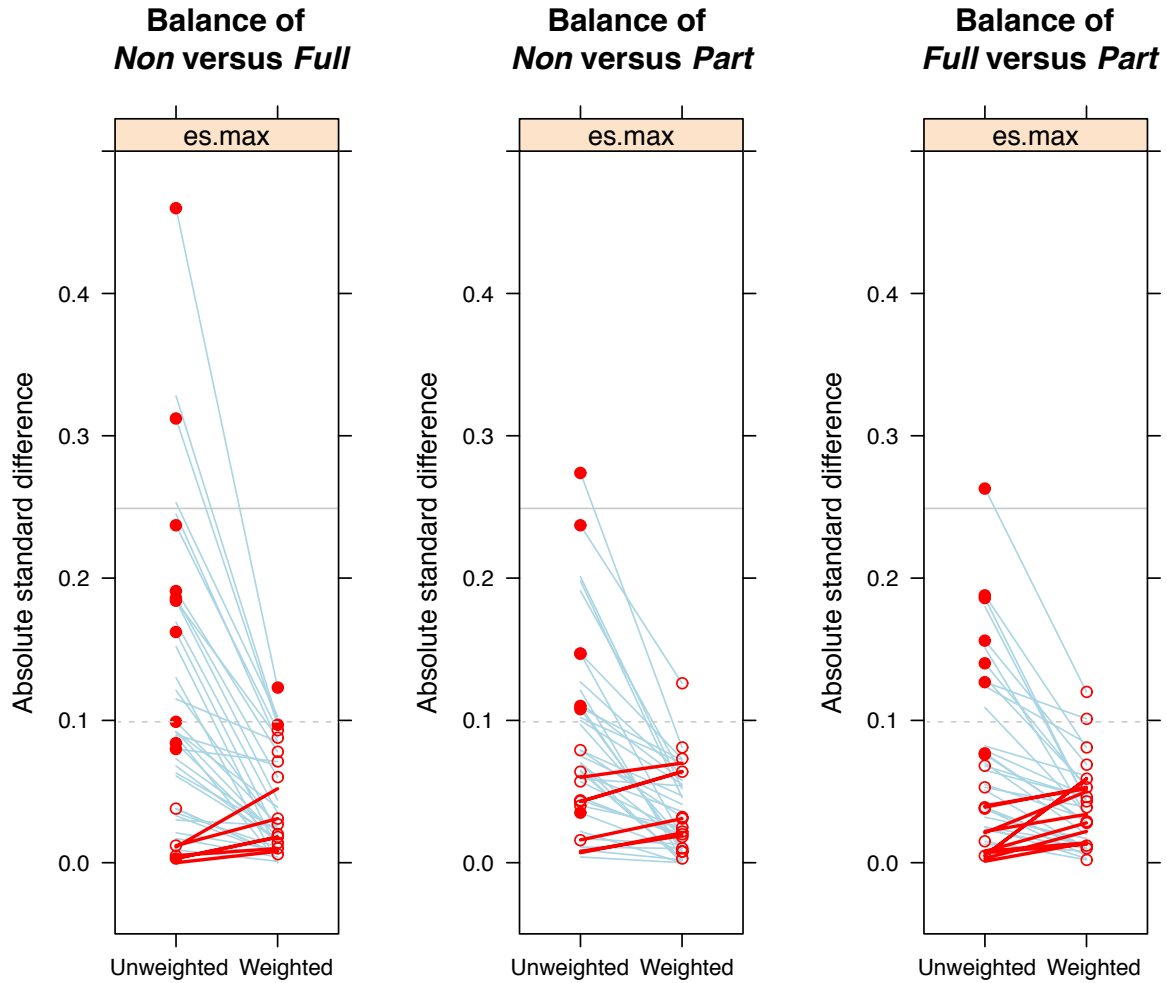 Balance of
Non versus Full
es.max
Absolute standard difference
0.4
0.3
0.2
0.1
0.0
Unweighted Weighted
Balance of
Non versus Part
es.max
Absolute standard difference
0.4
0.3
0.2
0.1
0.0
Unweighted Weighted
Balance of
Full versus Part
es.max
Absolute standard difference
0.4
0.3
0.2
0.1
0.0
Unweighted Weighted